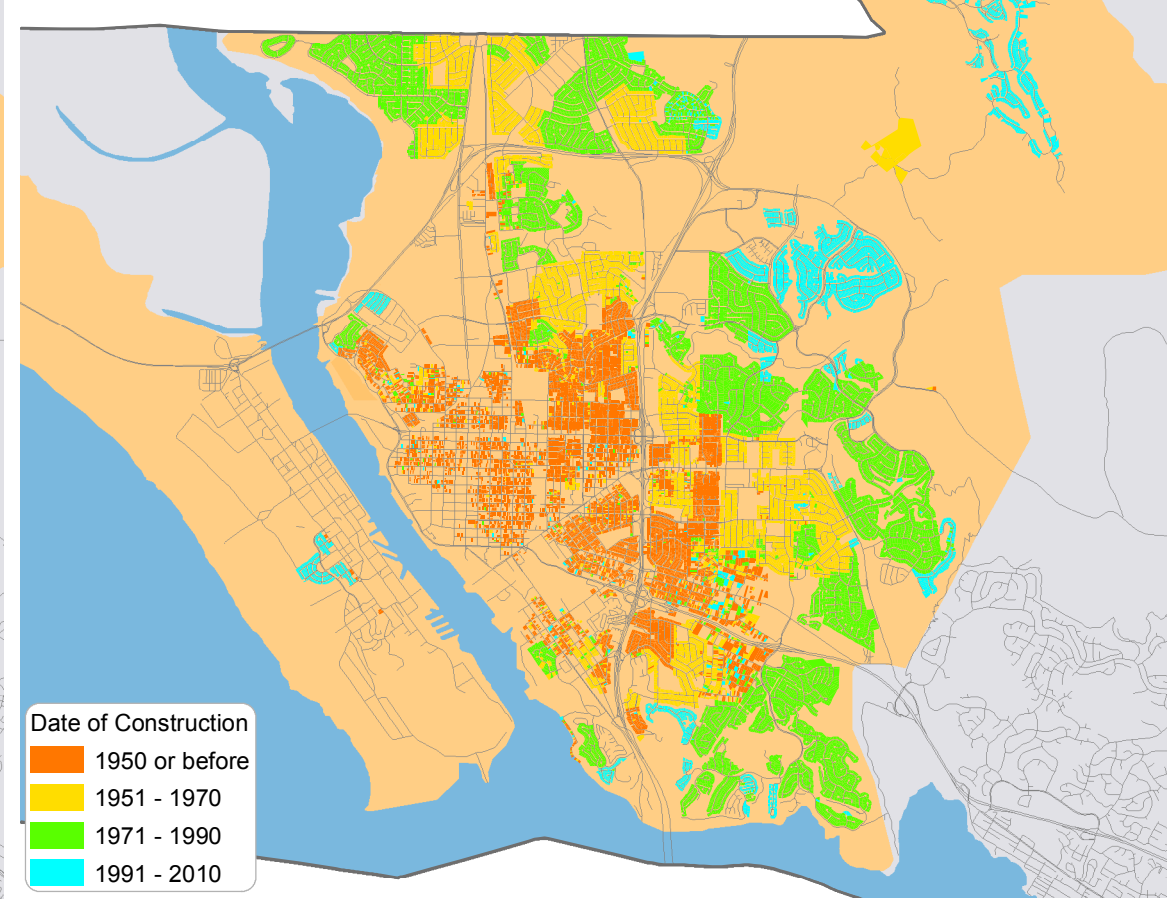 Date of Construction
1950 or before
1951 - 1970
1971 - 1990
1991 - 2010